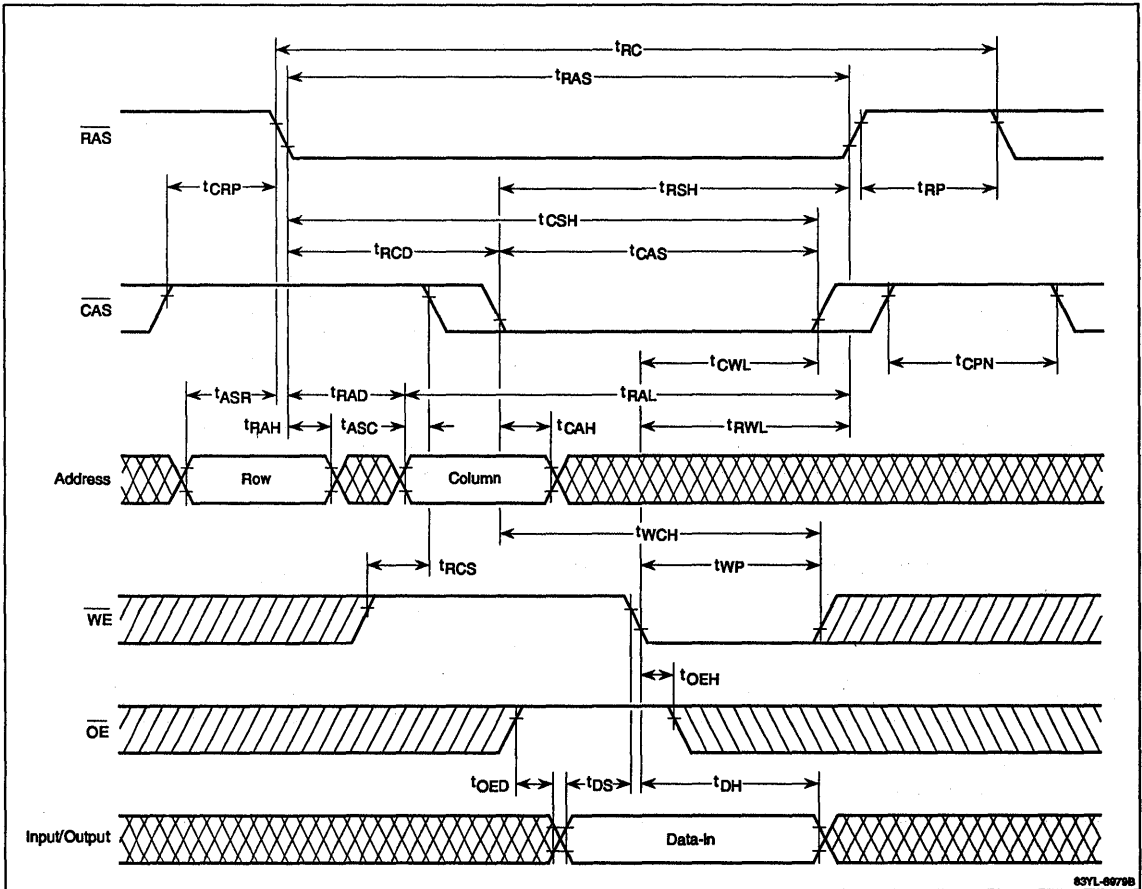 tRC
tRAS
RAS
tCRP
tRSH
tRP
tCSH
tRCD
tCAS
CAS
tCWL
tCPN
tASR
tRAD
tRAL
tRAH
tASC
tCAH
tRWL
Address
Row
Column
tWCH
tRCS
tWP
WE
tOEH
OE
tOED
tDS
tDH
Input/Output
Data-in
83YL-6979B